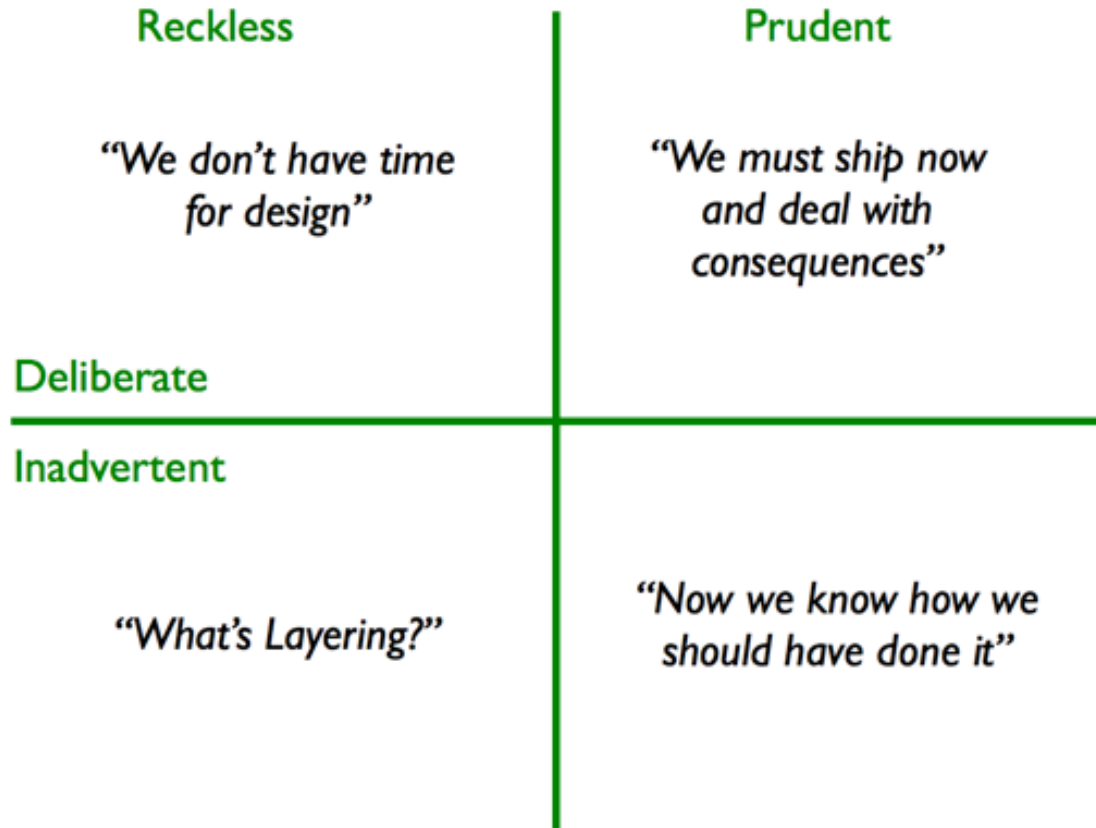 Reckless
Prudent
“We don’t have time
for design”
“We must ship now
and deal with
consequences”
Deliberate
Inadvertent
“What’s Layering?”
“Now we know how we
should have done it”